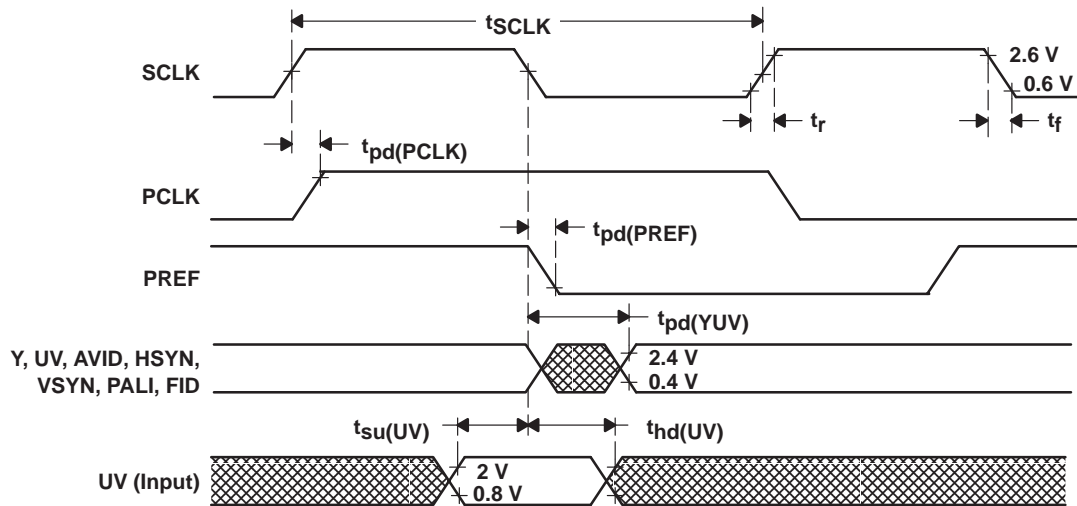 tSCLK
SCLK
2.6 V
0.6 V
tr
tf
tpd(PCLK)
PCLK
tpd(PREF)
PREF
tpd(YUV)
Y, UV, AVID, HSYN,
VSYN, PALI, FID
2.4 V
0.4 V
tsu(UV)
thd(UV)
UV (Input)
2 V
0.8 V